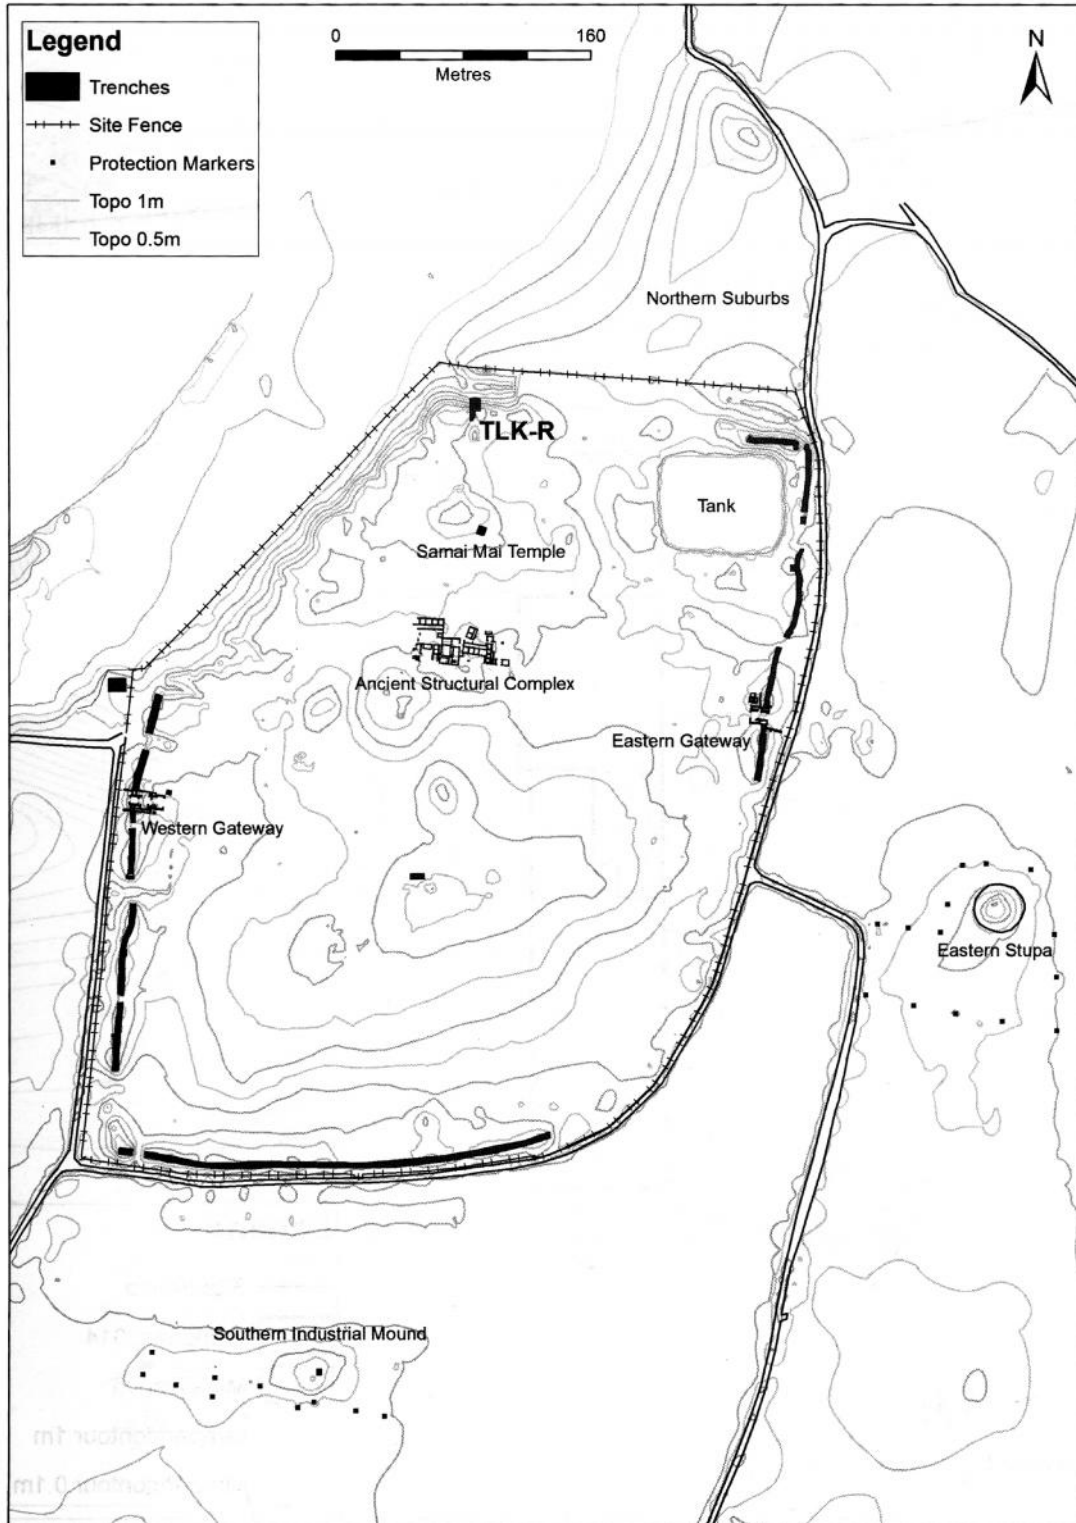 Legend
Trenches
Site Fence
Protection Markers
Topo 1m
Topo 0.5m
0 160
Metres
N
Northern Suburbs
TLK-R
Tank
Samai Mai Temple
Ancient Structural Complex
Eastern Gateway
Western Gateway
Eastern Stupa
Southern Industrial Mound